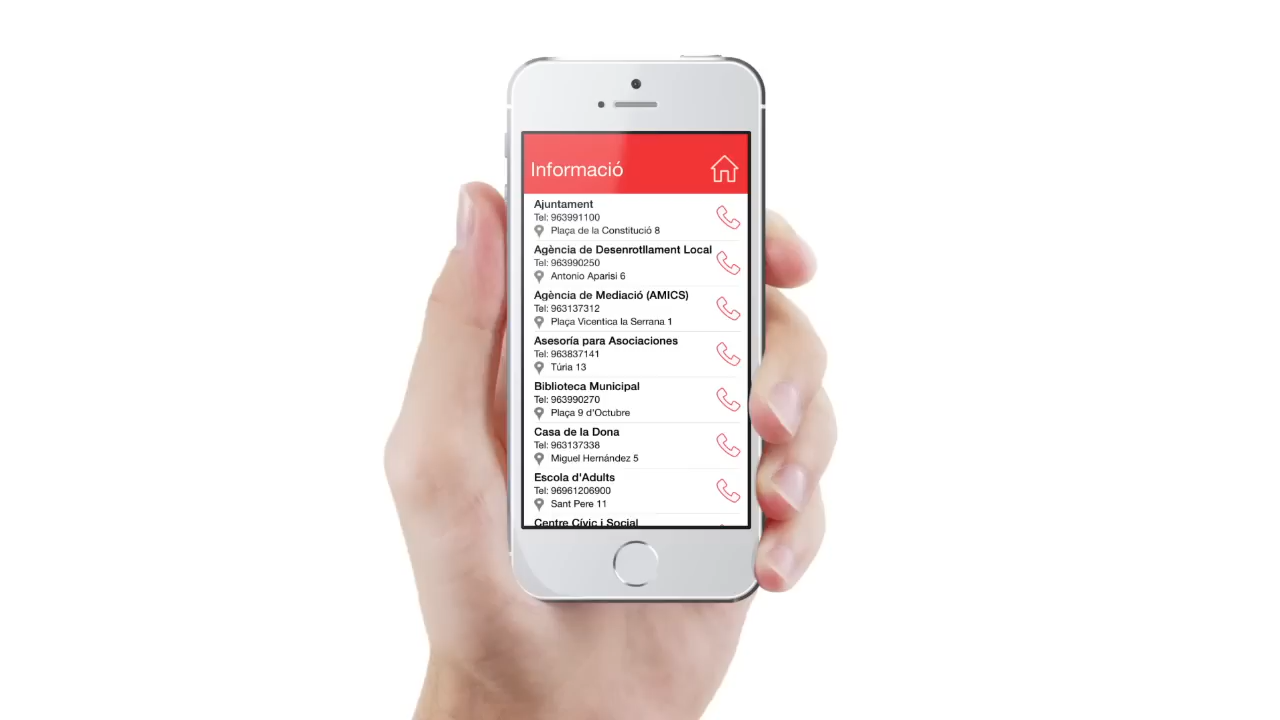 Informació
Ajuntament
Tel: 963991100
Plaça de la Constitució 8
Agència de Desenrotllament Local
Tel: 963990250
Antonio Aparisi 6
Agència de Mediació (AMICS)
Tel: 963137312
Plaça Vicentica la Serrana 1
Asesoría para Asociaciones
Tel: 963837141
Túria 13
Biblioteca Municipal
Tel: 963990270
Plaça 9 d'Octubre
Casa de la Dona
Tel: 963137338
Miguel Hernández 5
Escola d'Adults
Tel: 96961206900
Sant Pere 11
Centre Cívic i Social